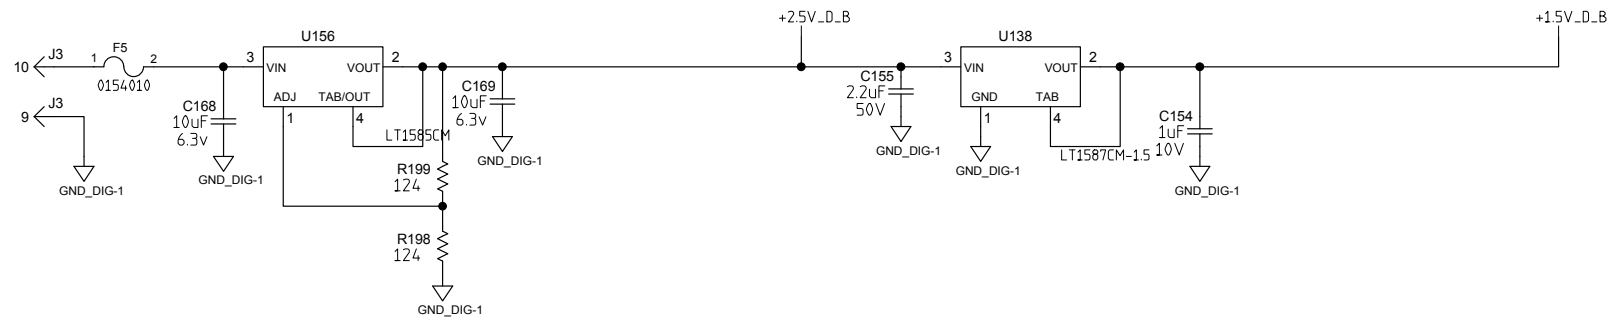 +2.5V_D_B
+1.5V_D_B
10
J3
1
F5
2
0154010
3
U156
2
VIN
VOUT
ADJ
TAB/OUT
1
4
LT1585CM
9
J3
GND_DIG-1
C168
10uF
6.3v
GND_DIG-1
C169
10uF
6.3v
GND_DIG-1
R199
124
R198
124
GND_DIG-1
C155
2.2uF
50V
GND_DIG-1
3
U138
2
VIN
VOUT
GND
TAB
1
4
GND_DIG-1
LT1587CM-1.5
C154
1uF
10V
GND_DIG-1